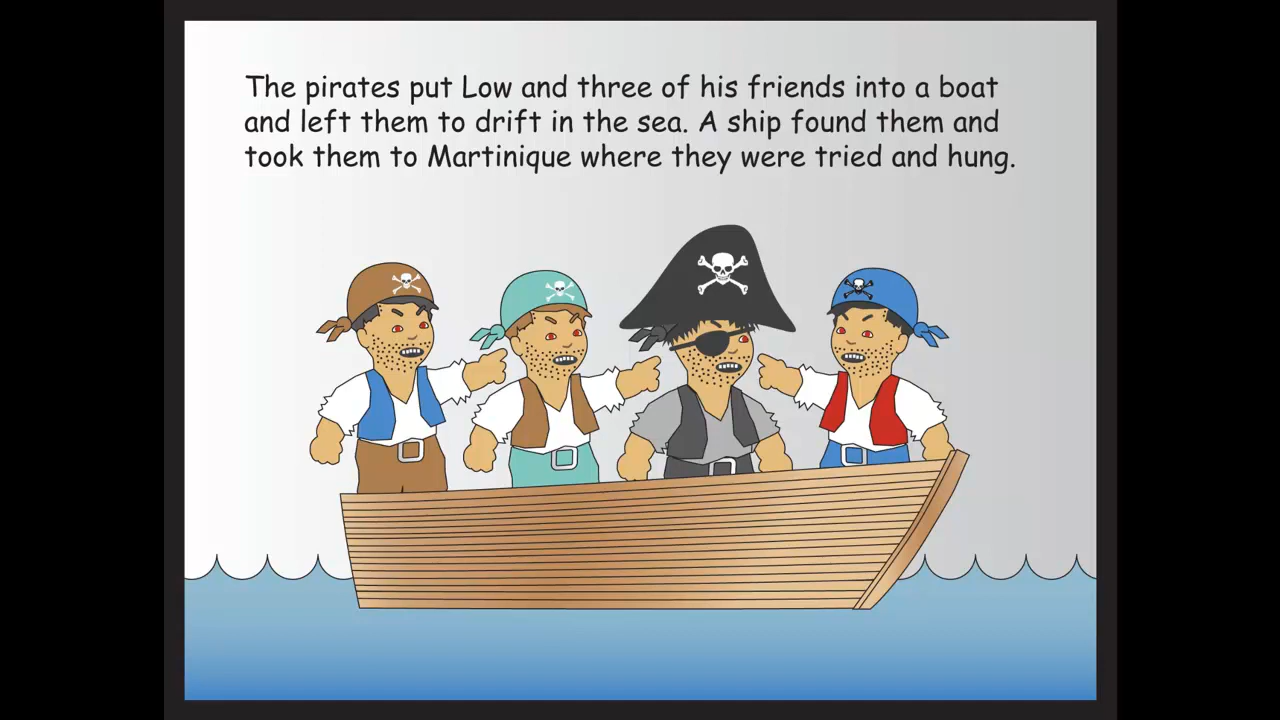 The pirates put Low and three of his friends into a boat
and left them to drift in the sea. A ship found them and
took them to Martinique where they were tried and hung.